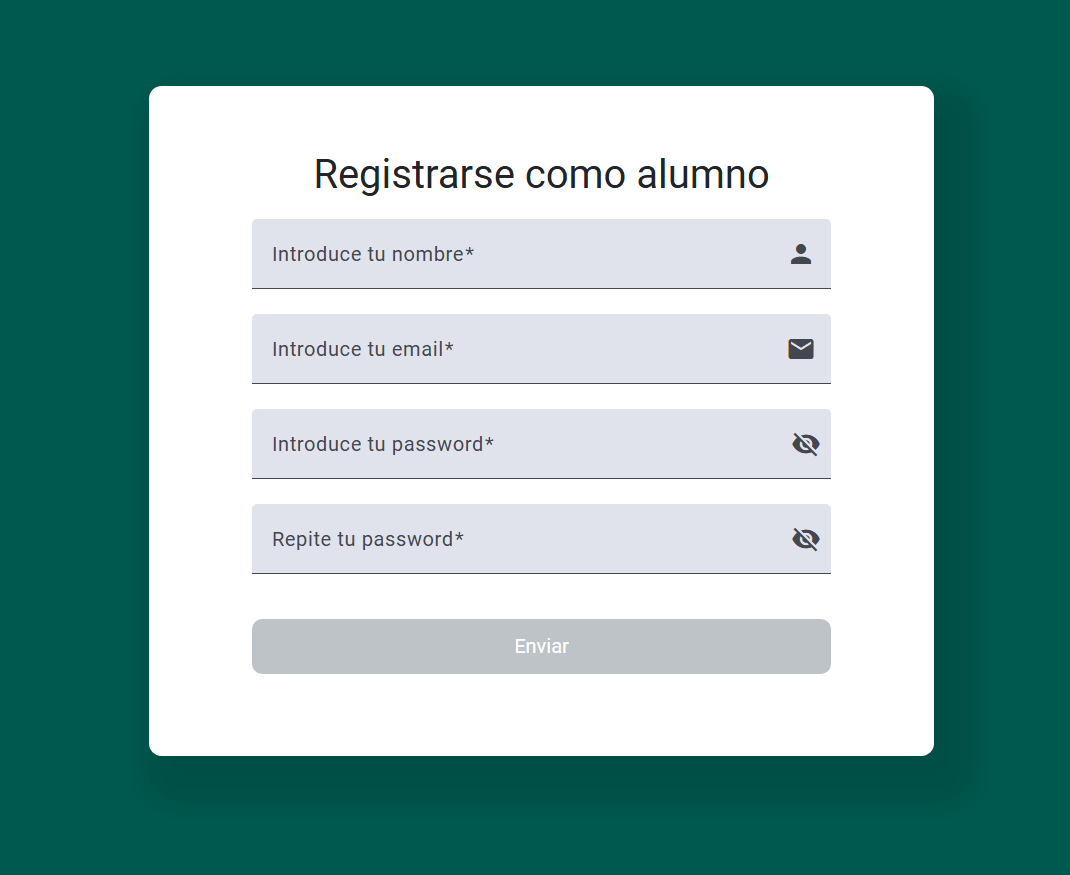 Registrarse como alumno
Introduce tu nombre*
Introduce tu email*
Introduce tu password*
Repite tu password*
Enviar